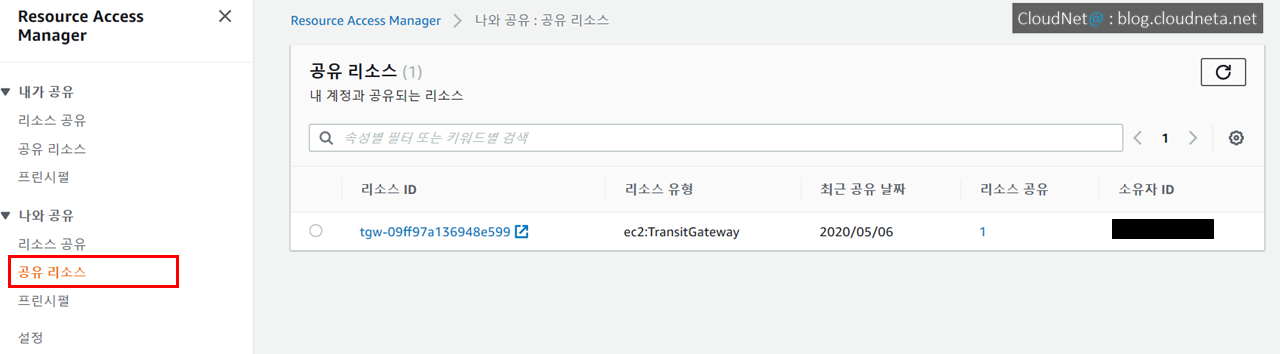 Resource Access
Manager
내가 공유
리소스 공유
공유 리소스
프린시펄
나와 공유
리소스 공유
공유 리소스
프린시펄
설정
Resource Access Manager > 나와 공유 : 공유 리소스
CloudNet@ : blog.cloudneta.net
공유 리소스 (1)
내 계정과 공유되는 리소스
속성별 필터 또는 키워드별 검색
1
리소스 ID 리소스 유형 최근 공유 날짜 리소스 공유 소유자 ID
tgw-09ff97a136948e599 ec2:TransitGateway 2020/05/06 1